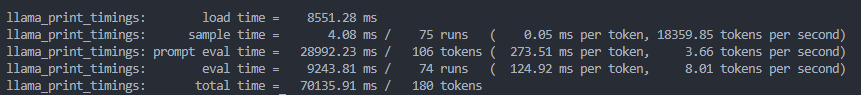 llama_print_timings:        load time =    8551.28 ms
llama_print_timings:      sample time =       4.08 ms /    75 runs   (    0.05 ms per token, 18359.85 tokens per second)
llama_print_timings: prompt eval time =   28992.23 ms /   106 tokens (  273.51 ms per token,     3.66 tokens per second)
llama_print_timings:        eval time =    9243.81 ms /    74 runs   (  124.92 ms per token,     8.01 tokens per second)
llama_print_timings:       total time =   70135.91 ms /   180 tokens